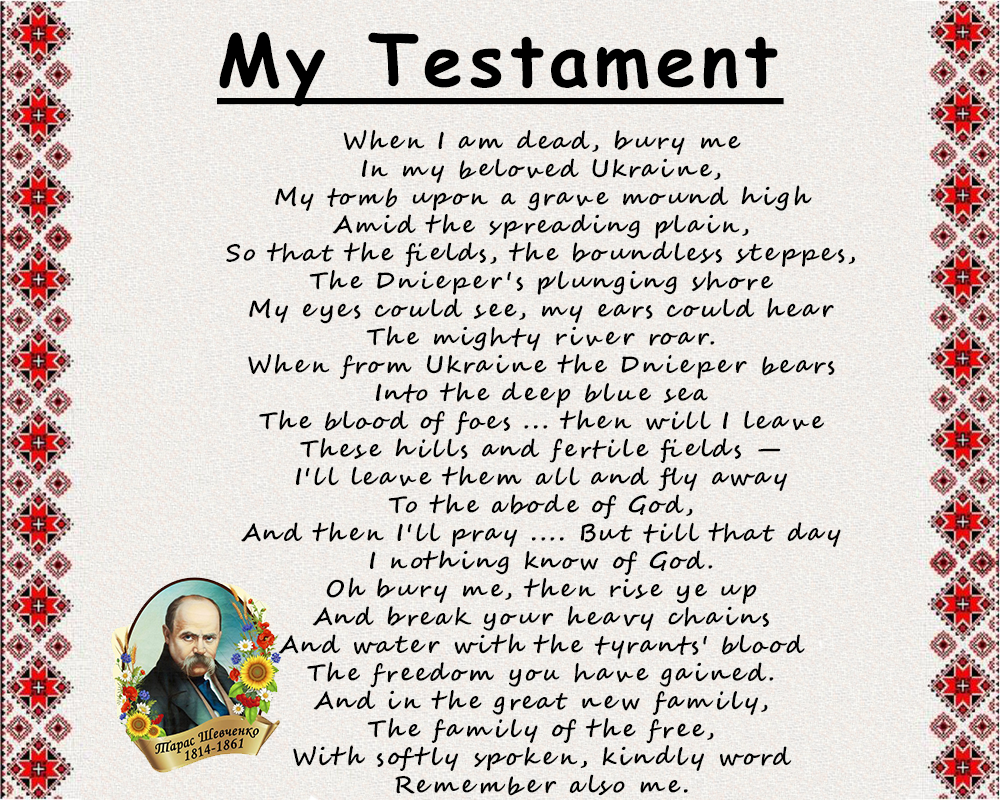 My Testament
When I am dead, bury me
In my beloved Ukraine,
My tomb upon a grave mound high
Amid the spreading plain,
So that the fields, the boundless steppes,
The Dnieper's plunging shore
My eyes could see, my ears could hear
The mighty river roar.
When from Ukraine the Dnieper bears
Into the deep blue sea
The blood of foes ... then will I leave
These hills and fertile fields —
I'll leave them all and fly away
To the abode of God,
And then I'll pray .... But till that day
I nothing know of God.
Oh bury me, then rise ye up
And break your heavy chains
And water with the tyrants' blood
The freedom you have gained.
And in the great new family,
The family of the free,
With softly spoken, kindly word
Remember also me.
Тарас Шевченко
1814-1861